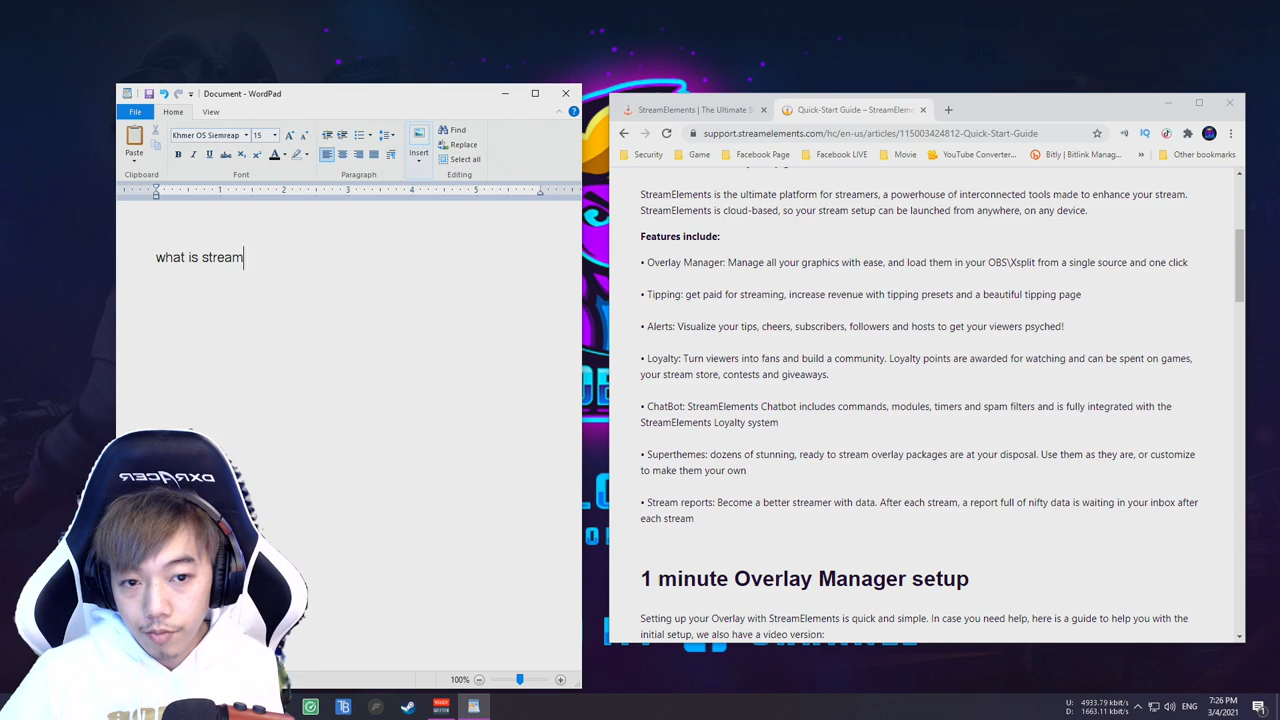 Document - WordPad
File Home View
Paste
Khmer OS Siemreap 15
Insert
Find
Replace
Select all
Clipboard Font Paragraph Editing
1 2 3 4 5
what is stream
100%
StreamElements | The Ultimate S
Quick-Start Guide – StreamEleme
support.streamelements.com/hc/en-us/articles/115003424812-Quick-Start-Guide
Security Game Facebook Page Facebook LIVE Movie YouTube Converter... Bitly | Bitlink Manag... » Other bookmarks
StreamElements is the ultimate platform for streamers, a powerhouse of interconnected tools made to enhance your stream.
StreamElements is cloud-based, so your stream setup can be launched from anywhere, on any device.
Features include:
• Overlay Manager: Manage all your graphics with ease, and load them in your OBS\Xsplit from a single source and one click
• Tipping: get paid for streaming, increase revenue with tipping presets and a beautiful tipping page
• Alerts: Visualize your tips, cheers, subscribers, followers and hosts to get your viewers psyched!
• Loyalty: Turn viewers into fans and build a community. Loyalty points are awarded for watching and can be spent on games,
your stream store, contests and giveaways.
• ChatBot: StreamElements Chatbot includes commands, modules, timers and spam filters and is fully integrated with the
StreamElements Loyalty system
• Superthemes: dozens of stunning, ready to stream overlay packages are at your disposal. Use them as they are, or customize
to make them your own
• Stream reports: Become a better streamer with data. After each stream, a report full of nifty data is waiting in your inbox after
each stream
1 minute Overlay Manager setup
Setting up your Overlay with StreamElements is quick and simple. In case you need help, here is a guide to help you with the
initial setup, we also have a video version:
DXRACER
U: 4933.79 kbit/s
D: 1663.11 kbit/s
ENG
7:26 PM
3/4/2021